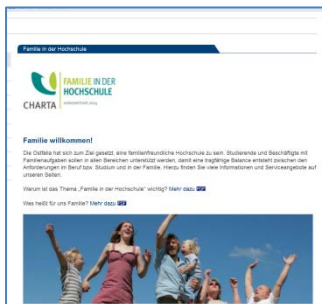 Familie in der Hochschule
FAMILIE IN DER
HOCHSCHULE
CHARTA
Familie willkommen!
Die Ostfalia hat sich zum Ziel gesetzt, eine familienfreundliche Hochschule zu sein. Studierende und Beschäftigte mit
Familienaufgaben sollen in allen Bereichen unterstützt werden, damit eine tragfähige Balance entsteht zwischen den
Anforderungen im Beruf bzw. Studium und in der Familie. Hierzu finden Sie viele Informationen und Serviceangebote auf
unseren Seiten.
Warum ist das Thema „Familie in der Hochschule" wichtig? Mehr dazu PDF
Was heißt für uns Familie? Mehr dazu PDF